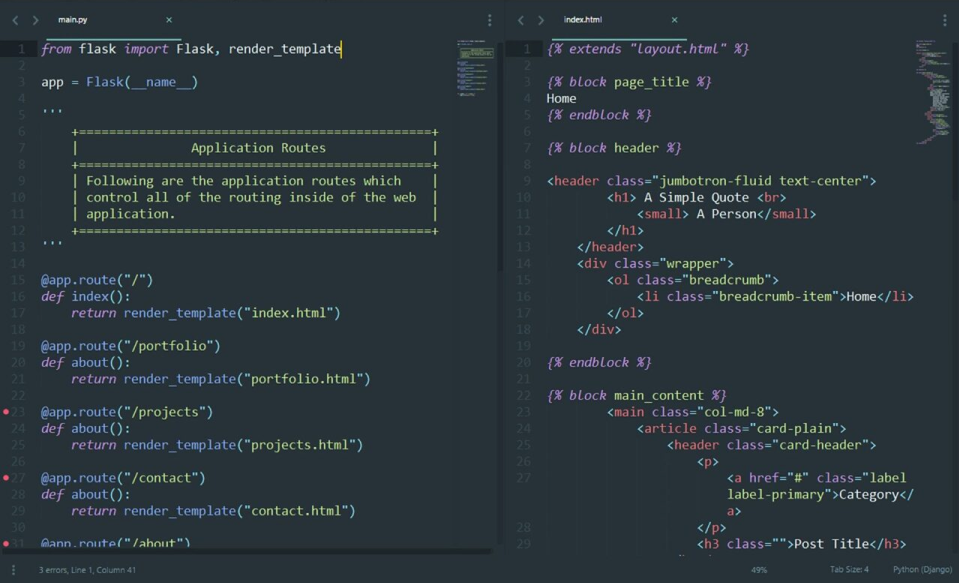 main.py ×
1 from flask import Flask, render_template
2
3 app = Flask(__name__)
4
5 '''
6 +===============================================+
7 | Application Routes |
8 +===============================================+
9 | Following are the application routes which |
10 | control all of the routing inside of the web |
11 | application. |
12 +===============================================+
13 '''
14
15 @app.route("/")
16 def index():
17 return render_template("index.html")
18
19 @app.route("/portfolio")
20 def about():
21 return render_template("portfolio.html")
22
23 @app.route("/projects")
24 def about():
25 return render_template("projects.html")
26
27 @app.route("/contact")
28 def about():
29 return render_template("contact.html")
30
31 @app.route("/about")
index.html ×
1 {% extends "layout.html" %}
2
3 {% block page_title %}
4 Home
5 {% endblock %}
6
7 {% block header %}
8
9 <header class="jumbotron-fluid text-center">
10 <h1> A Simple Quote <br>
11 <small> A Person</small>
12 </h1>
13 </header>
14 <div class="wrapper">
15 <ol class="breadcrumb">
16 <li class="breadcrumb-item">Home</li>
17 </ol>
18 </div>
19
20 {% endblock %}
21
22 {% block main_content %}
23 <main class="col-md-8">
24 <article class="card-plain">
25 <header class="card-header">
26 <p>
27 <a href="#" class="label
label-primary">Category</
a>
28 </p>
29 <h3 class="">Post Title</h3>
3 errors, Line 1, Column 41
49% Tab Size: 4 Python (Django)